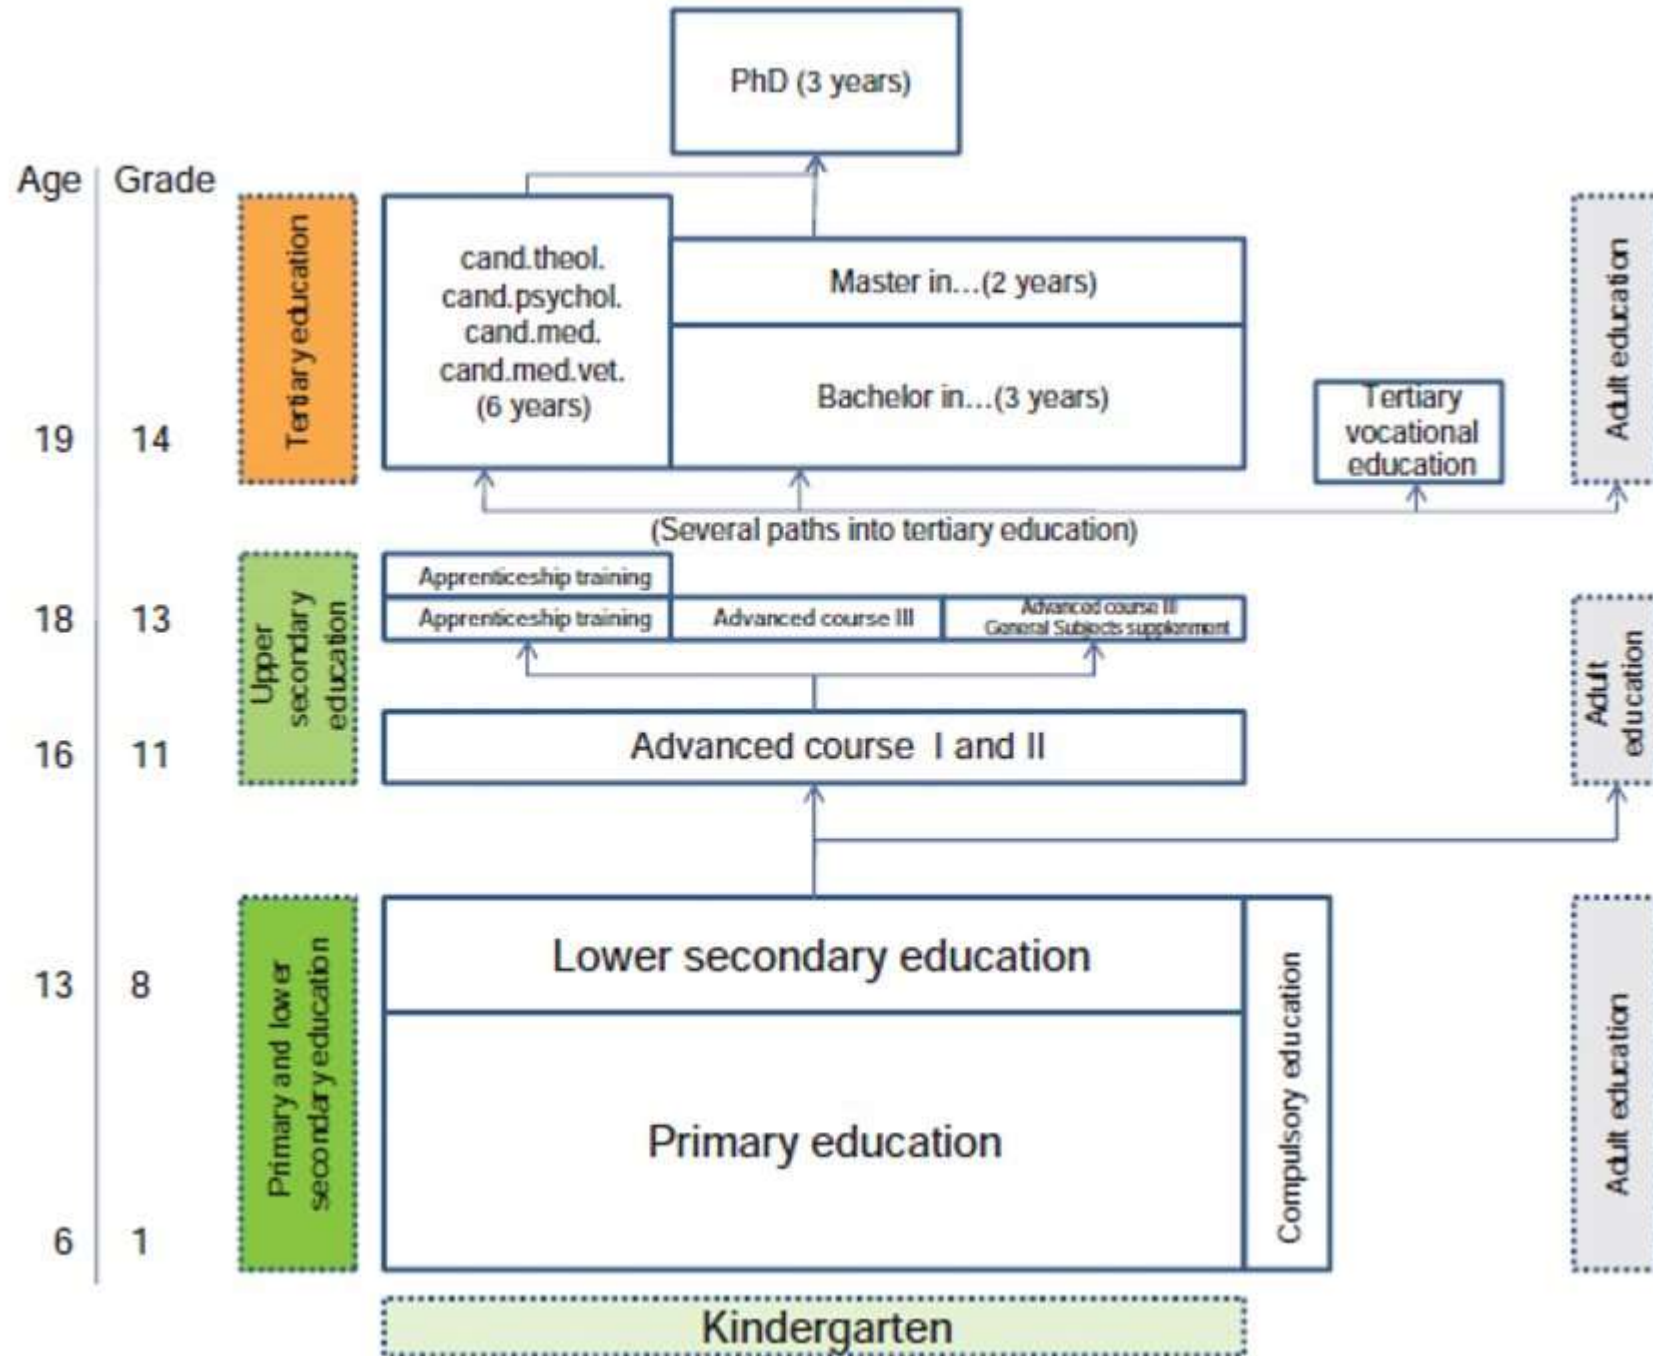 PhD (3 years)
Age Grade
Tertiary education
cand.theol.
cand.psychol.
cand.med.
cand.med.vet.
(6 years)
Master in...(2 years)
Bachelor in...(3 years)
Tertiary
vocational
education
Adult education
19 14
(Several paths into tertiary education)
Upper
secondary
education
Apprenticeship training
18 13
Apprenticeship training
Advanced course III
Advanced course III
General Subjects supplenment
Adult
education
16 11
Advanced course I and II
Primary and lower
secondary education
Lower secondary education
13 8
Compulsory education
Adult education
Primary education
6 1
Kindergarten